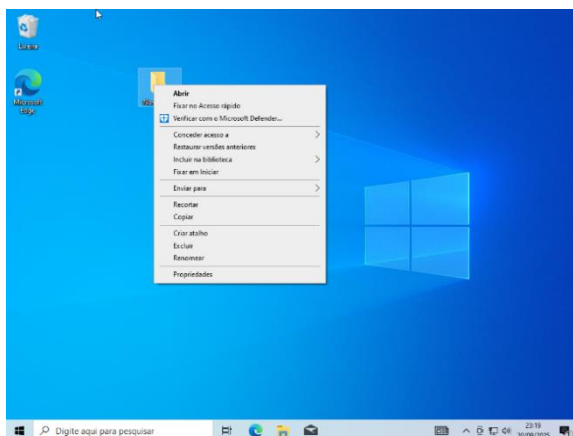 Lixeira
Microsoft
Edge
Abrir
Fixar no Acesso rápido
Verificar com o Microsoft Defender...
Conceder acesso a
Restaurar versões anteriores
Incluir na biblioteca
Fixar em Iniciar
Enviar para
Recortar
Copiar
Criar atalho
Excluir
Renomear
Propriedades
Digite aqui para pesquisar
23:19